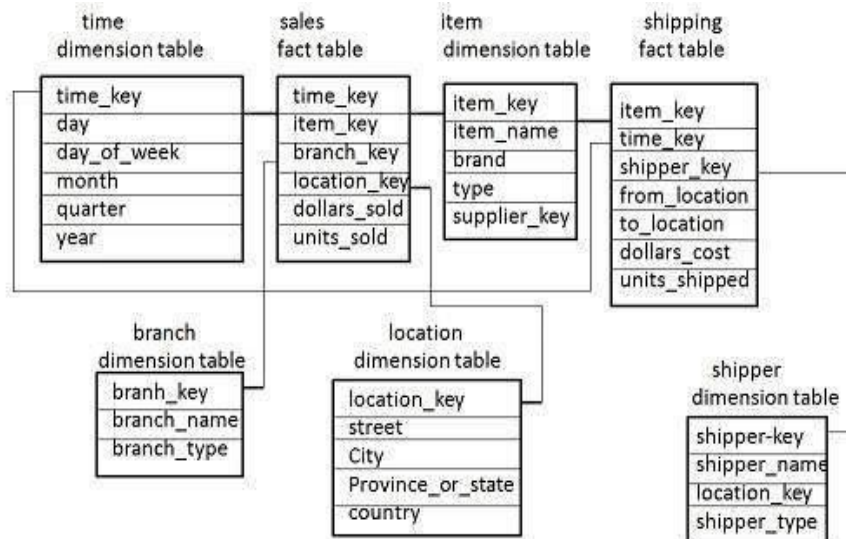 time
dimension table
time_key
day
day_of_week
month
quarter
year
sales
fact table
time_key
item_key
branch_key
location_key
dollars_sold
units_sold
item
dimension table
item_key
item_name
brand
type
supplier_key
shipping
fact table
item_key
time_key
shipper_key
from_location
to_location
dollars_cost
units_shipped
branch
dimension table
branh_key
branch_name
branch_type
location
dimension table
location_key
street
City
Province_or_state
country
shipper
dimension table
shipper-key
shipper_name
location_key
shipper_type